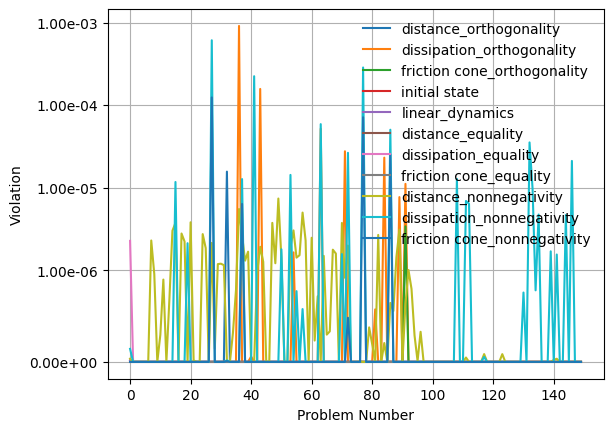 1.00e-03
1.00e-04
1.00e-05
1.00e-06
0.00e+00
Violation
distance_orthogonality
dissipation_orthogonality
friction cone_orthogonality
initial state
linear_dynamics
distance_equality
dissipation_equality
friction cone_equality
distance_nonnegativity
dissipation_nonnegativity
friction cone_nonnegativity
0 20 40 60 80 100 120 140
Problem Number